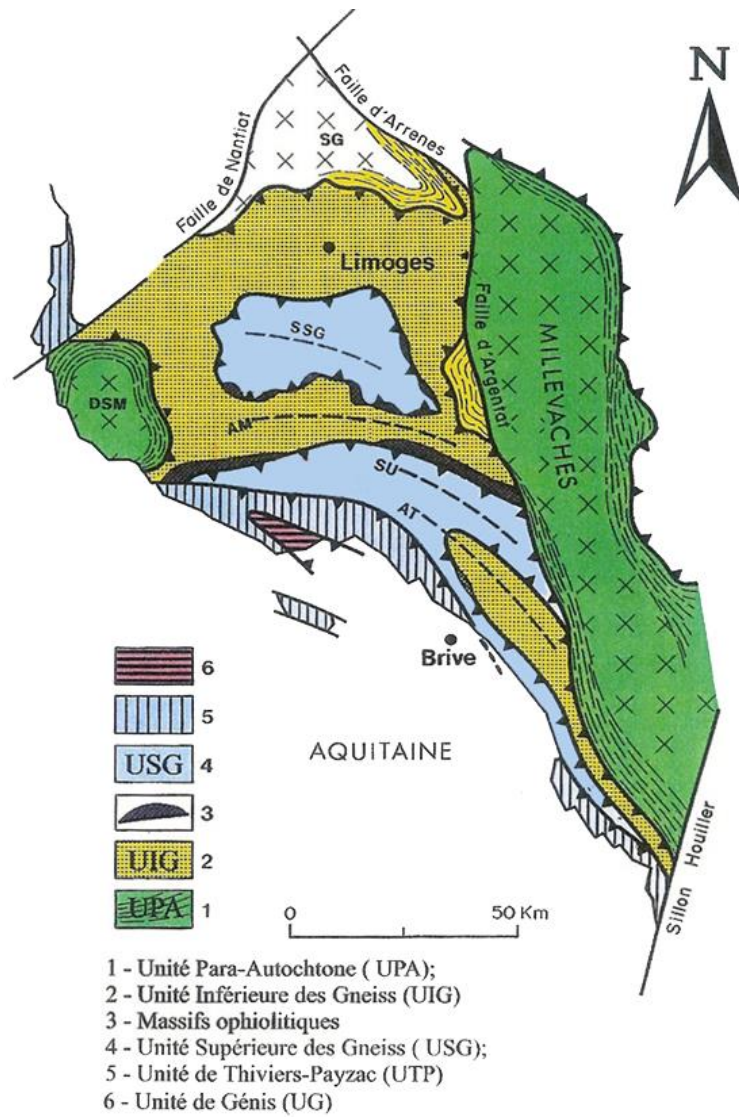 N
Faille d'Arrenes
SG
Faille de Nantiat
Limoges
SSG
Faille d'Argentat
MILLEVACHES
DSM
AM
SU
AT
Brive
6
5
AQUITAINE
USG 4
3
UIG 2
UPA 1
0 50 Km
Sillon Houiller
1 - Unité Para-Autochtone ( UPA);
2 - Unité Inférieure des Gneiss (UIG)
3 - Massifs ophiolitiques
4 - Unité Supérieure des Gneiss ( USG);
5 - Unité de Thiviers-Payzac (UTP)
6 - Unité de Génis (UG)